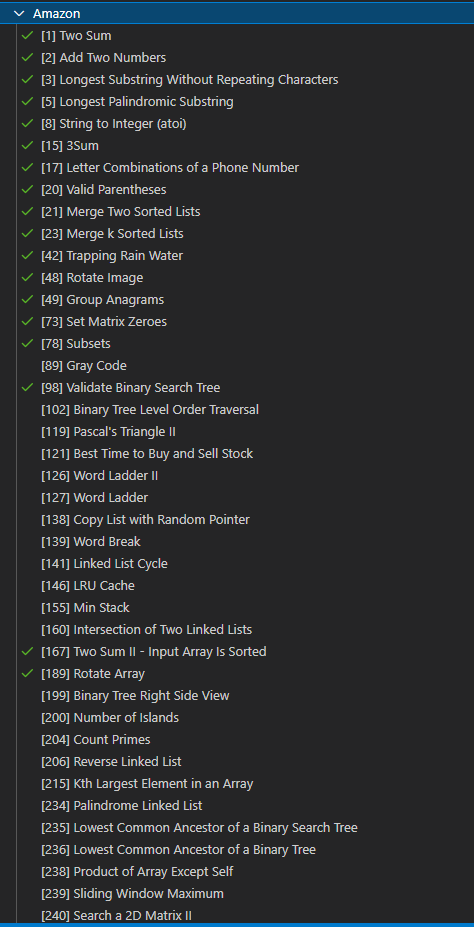 Amazon
[1] Two Sum
[2] Add Two Numbers
[3] Longest Substring Without Repeating Characters
[5] Longest Palindromic Substring
[8] String to Integer (atoi)
[15] 3Sum
[17] Letter Combinations of a Phone Number
[20] Valid Parentheses
[21] Merge Two Sorted Lists
[23] Merge k Sorted Lists
[42] Trapping Rain Water
[48] Rotate Image
[49] Group Anagrams
[73] Set Matrix Zeroes
[78] Subsets
[89] Gray Code
[98] Validate Binary Search Tree
[102] Binary Tree Level Order Traversal
[119] Pascal's Triangle II
[121] Best Time to Buy and Sell Stock
[126] Word Ladder II
[127] Word Ladder
[138] Copy List with Random Pointer
[139] Word Break
[141] Linked List Cycle
[146] LRU Cache
[155] Min Stack
[160] Intersection of Two Linked Lists
[167] Two Sum II - Input Array Is Sorted
[189] Rotate Array
[199] Binary Tree Right Side View
[200] Number of Islands
[204] Count Primes
[206] Reverse Linked List
[215] Kth Largest Element in an Array
[234] Palindrome Linked List
[235] Lowest Common Ancestor of a Binary Search Tree
[236] Lowest Common Ancestor of a Binary Tree
[238] Product of Array Except Self
[239] Sliding Window Maximum
[240] Search a 2D Matrix II